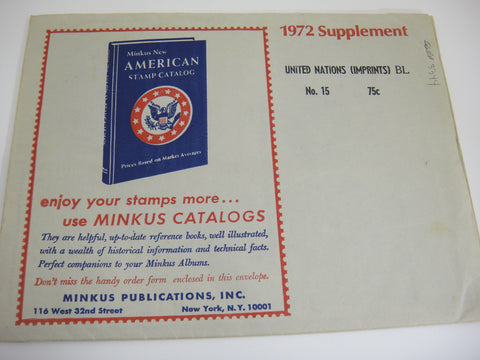 1972 Supplement
UNITED NATIONS (IMPRINTS) BL
No. 15 75c
Minkus New
AMERICAN
STAMP CATALOG
Prices Based on Market Averages
enjoy your stamps more...
use MINKUS CATALOGS
They are helpful, up-to-date reference books, well illustrated,
with a wealth of historical information and technical facts.
Perfect companions to your Minkus Albums.
Don't miss the handy order form enclosed in this envelope.
MINKUS PUBLICATIONS, INC.
116 West 32nd Street New York, N.Y. 10001